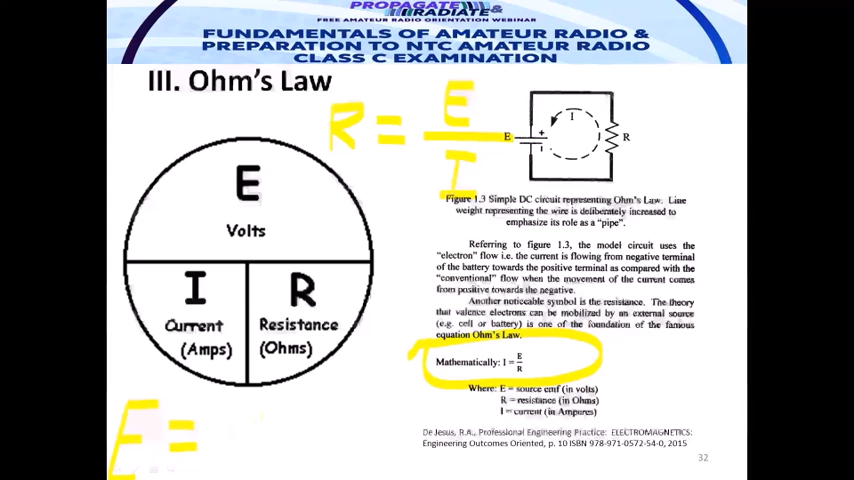 PROPAGATE &
RADIATE
FREE AMATEUR RADIO ORIENTATION WEBINAR
FUNDAMENTALS OF AMATEUR RADIO &
PREPARATION TO NTC AMATEUR RADIO
CLASS C EXAMINATION
III. Ohm's Law
R = E
I
E
Volts
I
Current
(Amps)
R
Resistance
(Ohms)
E =
I
E
+
R
Figure 1.3 Simple DC circuit representing Ohm's Law. Line
weight representing the wire is deliberately increased to
emphasize its role as a "pipe".
Referring to figure 1.3, the model circuit uses the
"electron" flow i.e. the current is flowing from negative terminal
of the battery towards the positive terminal as compared with the
"conventional" flow when the movement of the current comes
from positive towards the negative.
Another noticeable symbol is the resistance. The theory
that valence electrons can be mobilized by an external source
(e.g. cell or battery) is one of the foundation of the famous
equation Ohm's Law.
Mathematically: I = E
R
Where: E = source emf (in volts)
R = resistance (in Ohms)
I = current (in Amperes)
De Jesus, R.A., Professional Engineering Practice: ELECTROMAGNETICS:
Engineering Outcomes Oriented, p. 10 ISBN 978-971-0572-54-0, 2015
32